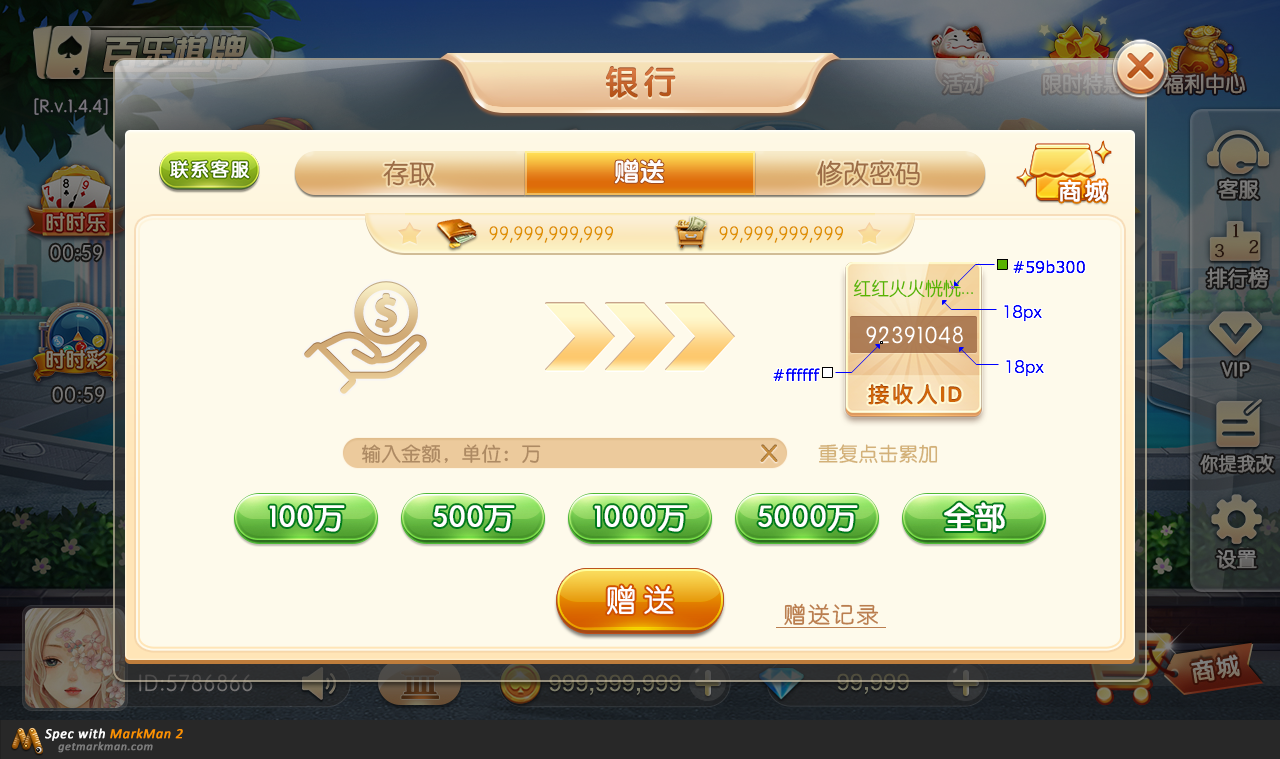 百乐棋牌
[R.v.1.4.4]
银行
活动
限时特惠
福利中心
联系客服
存取
赠送
修改密码
商城
99,999,999,999
99,999,999,999
时时乐
00:59
时时彩
00:59
红红火火恍恍...
92391048
接收人ID
#59b300
18px
#ffffff
18px
输入金额，单位：万
重复点击累加
100万
500万
1000万
5000万
全部
赠送
赠送记录
客服
1
2
3
排行榜
VIP
你提我改
设置
ID:5786866
999,999,999
99,999
商城
Spec with MarkMan 2
getmarkman.com